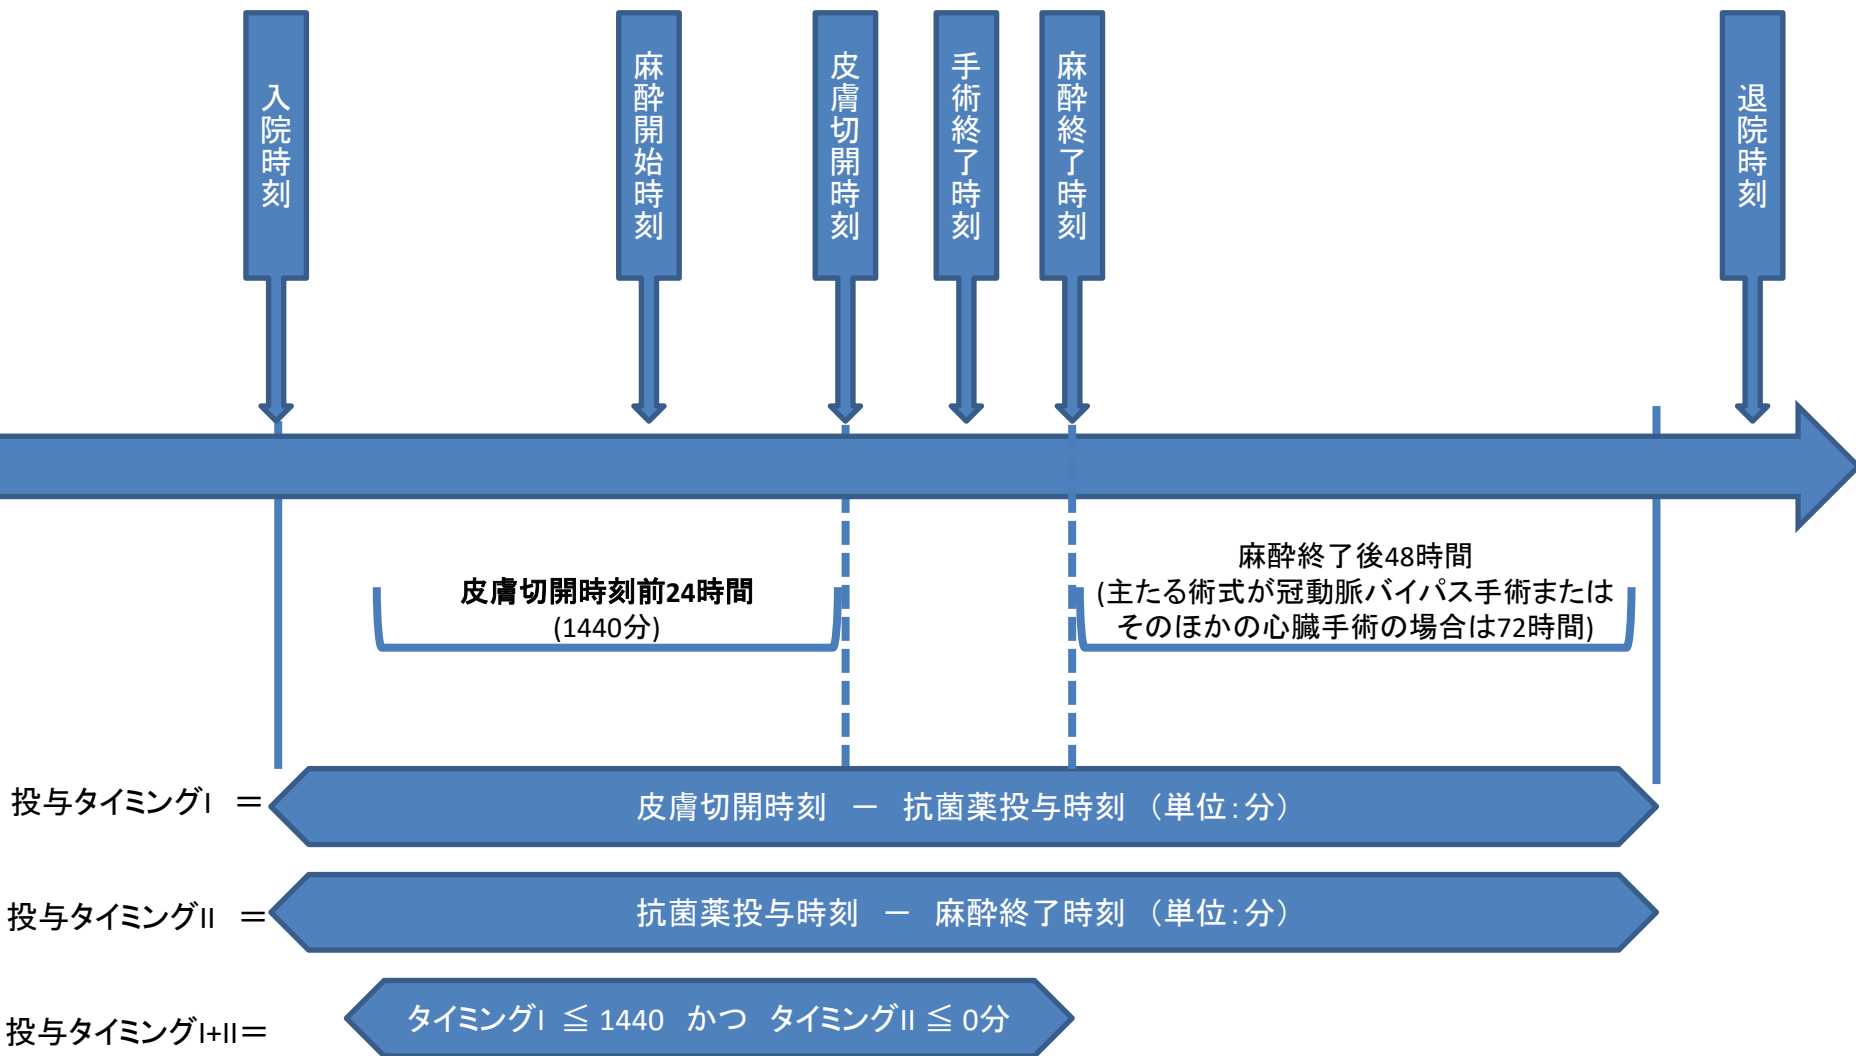 入院時刻
麻酔開始時刻
皮膚切開時刻
手術終了時刻
麻酔終了時刻
退院時刻
皮膚切開時刻前24時間
(1440分)
麻酔終了後48時間
(主たる術式が冠動脈バイパス手術または
そのほかの心臓手術の場合は72時間)
投与タイミングI =
皮膚切開時刻 － 抗菌薬投与時刻 （単位：分）
投与タイミングII =
抗菌薬投与時刻 － 麻酔終了時刻 （単位：分）
投与タイミングI+II=
タイミングI ≦ 1440 かつ タイミングII ≦ 0分